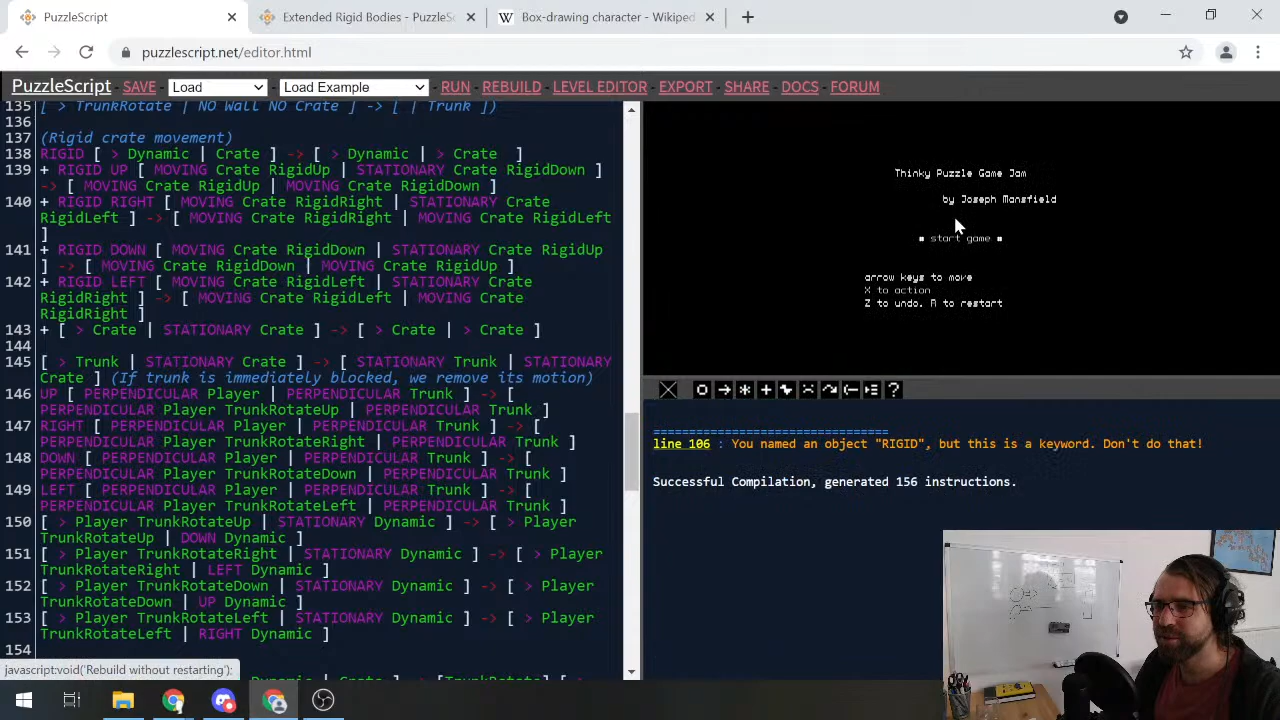 PuzzleScript
Extended Rigid Bodies - PuzzleS
Box-drawing character - Wikiped
puzzlescript.net/editor.html
PuzzleScript - SAVE - Load Load Example - RUN - REBUILD - LEVEL EDITOR - EXPORT - SHARE - DOCS - FORUM
135 [ > TrunkRotate | NO Wall NO Crate ] -> [ | Trunk ])
136
137 (Rigid crate movement)
138 RIGID [ > Dynamic | Crate ] -> [ > Dynamic | > Crate ]
139 + RIGID UP [ MOVING Crate RigidUp | STATIONARY Crate RigidDown ]
-> [ MOVING Crate RigidUp | MOVING Crate RigidDown ]
140 + RIGID RIGHT [ MOVING Crate RigidRight | STATIONARY Crate
RigidLeft ] -> [ MOVING Crate RigidRight | MOVING Crate RigidLeft
]
141 + RIGID DOWN [ MOVING Crate RigidDown | STATIONARY Crate RigidUp
] -> [ MOVING Crate RigidDown | MOVING Crate RigidUp ]
142 + RIGID LEFT [ MOVING Crate RigidLeft | STATIONARY Crate
RigidRight ] -> [ MOVING Crate RigidLeft | MOVING Crate
RigidRight ]
143 + [ > Crate | STATIONARY Crate ] -> [ > Crate | > Crate ]
144
145 [ > Trunk | STATIONARY Crate ] -> [ STATIONARY Trunk | STATIONARY
Crate ] (If trunk is immediately blocked, we remove its motion)
146 UP [ PERPENDICULAR Player | PERPENDICULAR Trunk ] -> [
PERPENDICULAR Player TrunkRotateUp | PERPENDICULAR Trunk ]
147 RIGHT [ PERPENDICULAR Player | PERPENDICULAR Trunk ] -> [
PERPENDICULAR Player TrunkRotateRight | PERPENDICULAR Trunk ]
148 DOWN [ PERPENDICULAR Player | PERPENDICULAR Trunk ] -> [
PERPENDICULAR Player TrunkRotateDown | PERPENDICULAR Trunk ]
149 LEFT [ PERPENDICULAR Player | PERPENDICULAR Trunk ] -> [
PERPENDICULAR Player TrunkRotateLeft | PERPENDICULAR Trunk ]
150 [ > Player TrunkRotateUp | STATIONARY Dynamic ] -> [ > Player
TrunkRotateUp | DOWN Dynamic ]
151 [ > Player TrunkRotateRight | STATIONARY Dynamic ] -> [ > Player
TrunkRotateRight | LEFT Dynamic ]
152 [ > Player TrunkRotateDown | STATIONARY Dynamic ] -> [ > Player
TrunkRotateDown | UP Dynamic ]
153 [ > Player TrunkRotateLeft | STATIONARY Dynamic ] -> [ > Player
TrunkRotateLeft | RIGHT Dynamic ]
154
javascript:void('Rebuild without restarting');
Thinky Puzzle Game Jam
by Joseph Mansfield
start game
arrow keys to move
X to action
Z to undo, R to restart
=================================
line 106 : You named an object "RIGID", but this is a keyword. Don't do that!
Successful Compilation, generated 156 instructions.